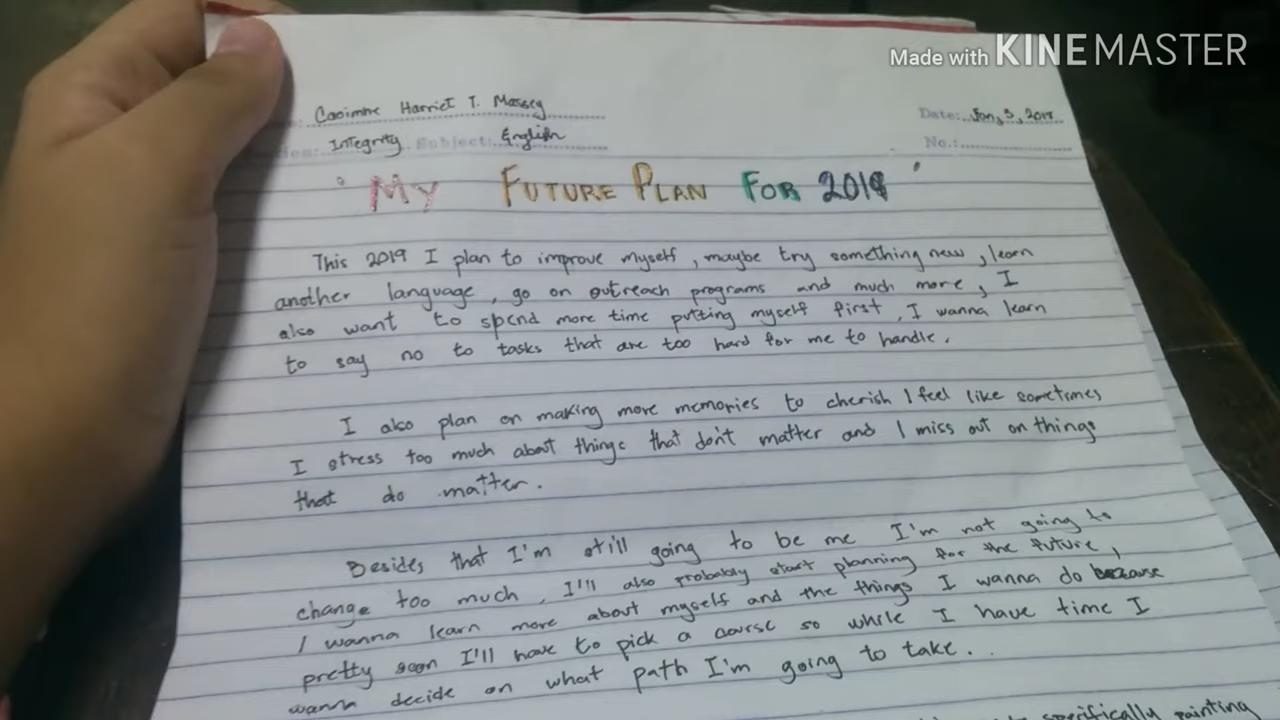 Made with KINEMASTER
Caoimhe Harriet T. Massey
Date: Jan, 3, 2019
Integrity Subject: English
No.:
"MY FUTURE PLAN FOR 2019"
This 2019 I plan to improve myself, maybe try something new, learn
another language, go on outreach programs and much more, I
also want to spend more time putting myself first, I wanna learn
to say no to tasks that are too hard for me to handle.
I also plan on making more memories to cherish I feel like sometimes
I stress too much about things that don't matter and I miss out on things
that do matter.
Besides that I'm still going to be me I'm not going to
change too much, I'll also probably start planning for the future,
I wanna learn more about myself and the things I wanna do because
pretty soon I'll have to pick a course so while I have time I
wanna decide on what path I'm going to take.
specifically painting